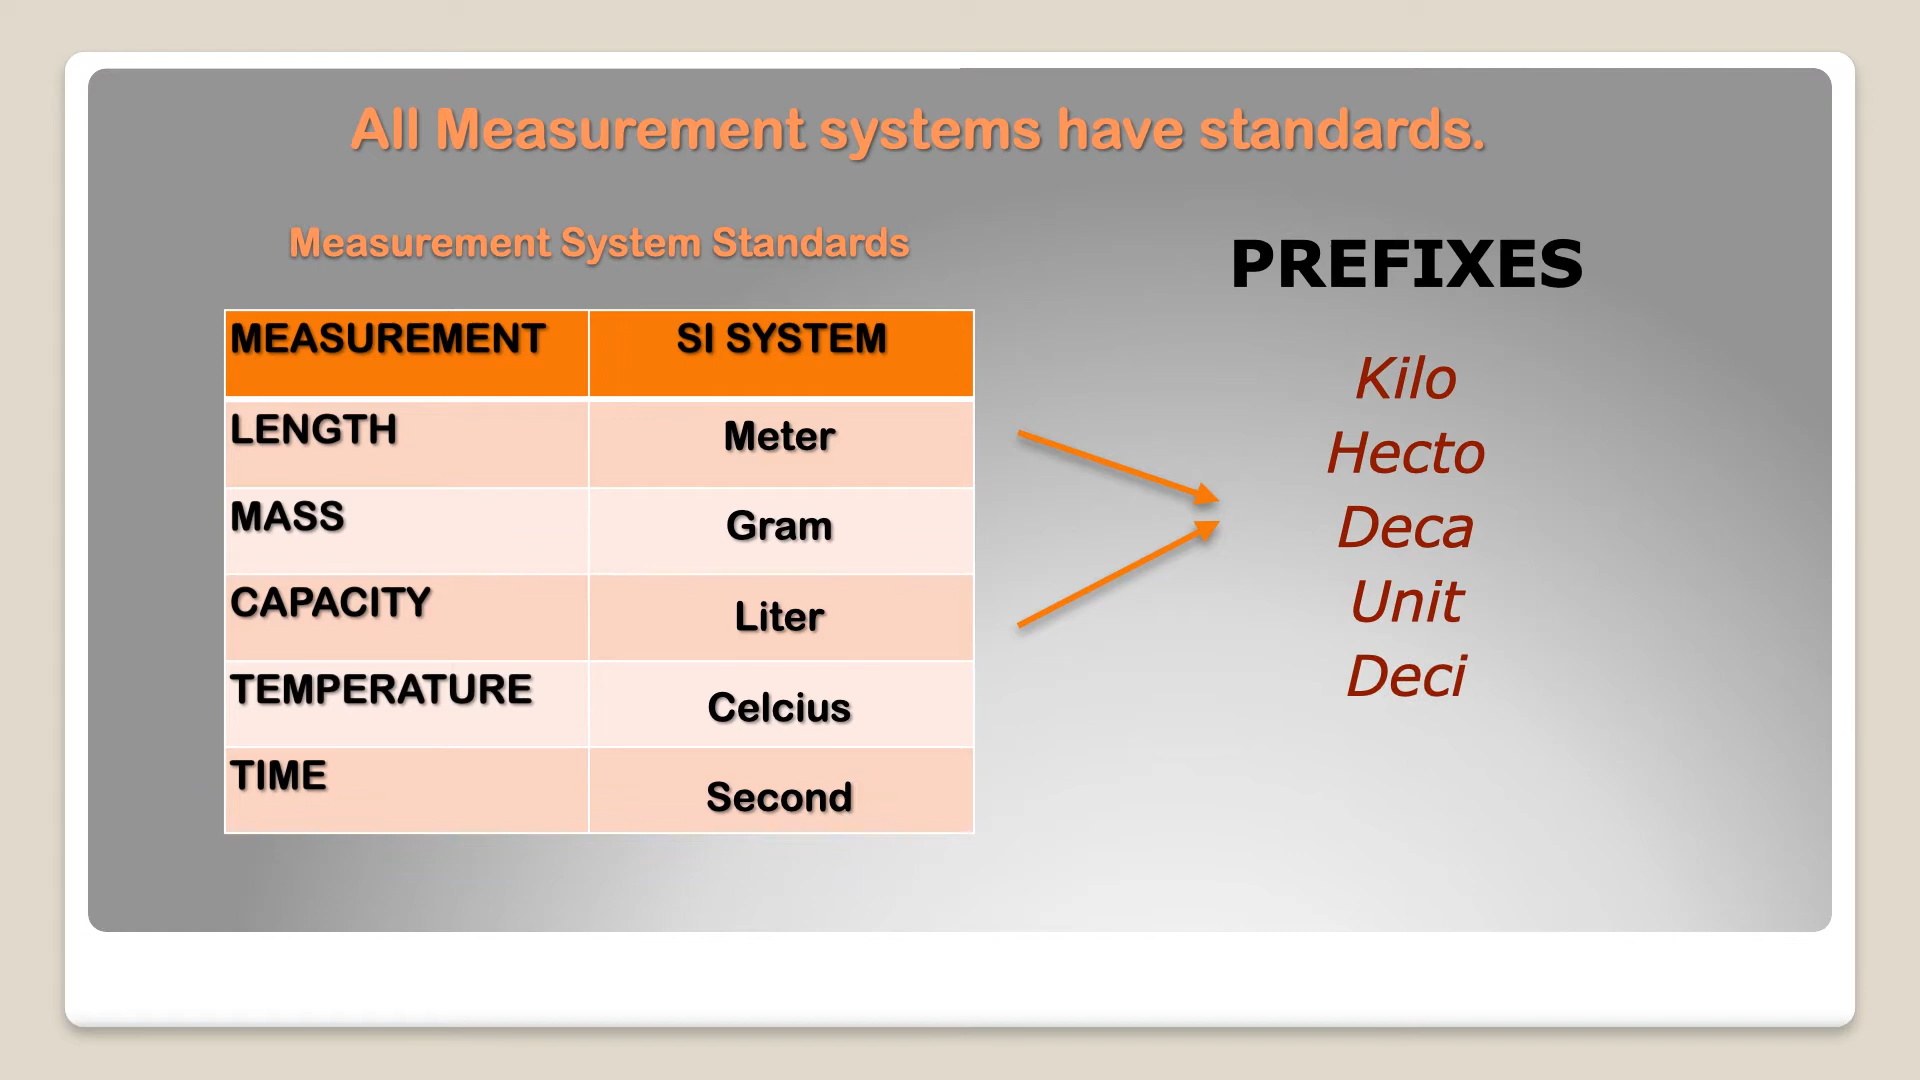 All Measurement systems have standards.
Measurement System Standards
MEASUREMENT SI SYSTEM
LENGTH Meter
MASS Gram
CAPACITY Liter
TEMPERATURE Celcius
TIME Second
PREFIXES
Kilo
Hecto
Deca
Unit
Deci